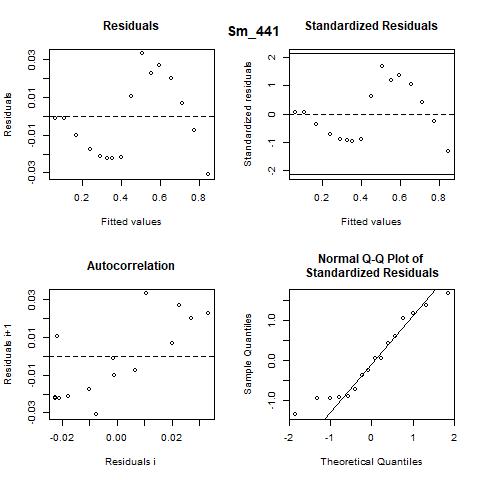 Sm_441
Residuals
Residuals
0.03
0.01
-0.01
-0.03
0.2 0.4 0.6 0.8
Fitted values
Standardized Residuals
Standardized residuals
2
1
0
-1
-2
0.2 0.4 0.6 0.8
Fitted values
Autocorrelation
Residuals i+1
0.03
0.01
-0.01
-0.03
-0.02 0.00 0.02
Residuals i
Normal Q-Q Plot of
Standardized Residuals
Sample Quantiles
1.0
0.0
-1.0
-2 -1 0 1 2
Theoretical Quantiles